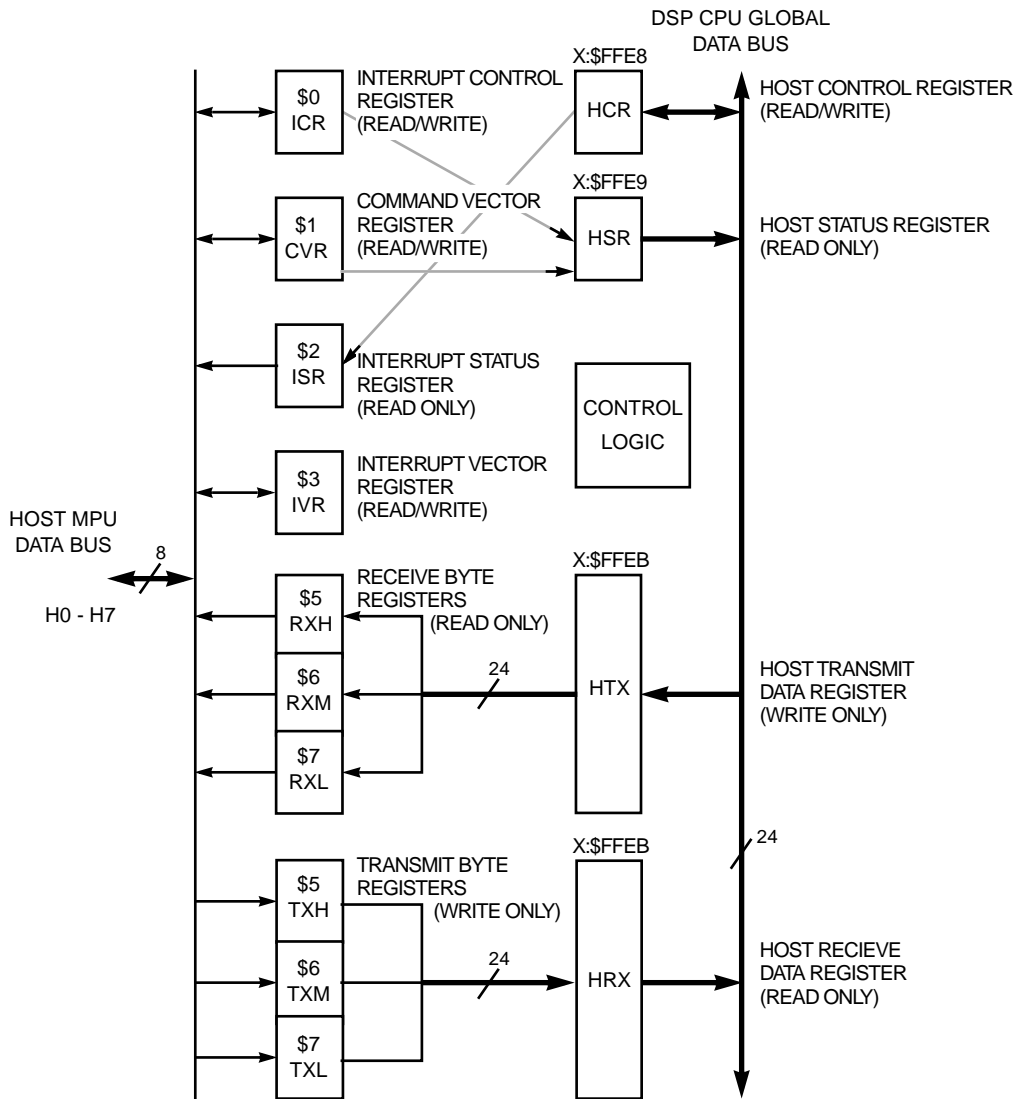 DSP CPU GLOBAL
DATA BUS
$0
ICR
INTERRUPT CONTROL
REGISTER
(READ/WRITE)
X:$FFE8
HCR
HOST CONTROL REGISTER
(READ/WRITE)
$1
CVR
COMMAND VECTOR
REGISTER
(READ/WRITE)
X:$FFE9
HSR
HOST STATUS REGISTER
(READ ONLY)
$2
ISR
INTERRUPT STATUS
REGISTER
(READ ONLY)
CONTROL
LOGIC
$3
IVR
INTERRUPT VECTOR
REGISTER
(READ/WRITE)
HOST MPU
DATA BUS
8
H0 - H7
$5
RXH
RECEIVE BYTE
REGISTERS
(READ ONLY)
$6
RXM
$7
RXL
24
X:$FFEB
HTX
HOST TRANSMIT
DATA REGISTER
(WRITE ONLY)
24
$5
TXH
TRANSMIT BYTE
REGISTERS
(WRITE ONLY)
$6
TXM
$7
TXL
24
X:$FFEB
HRX
HOST RECIEVE
DATA REGISTER
(READ ONLY)